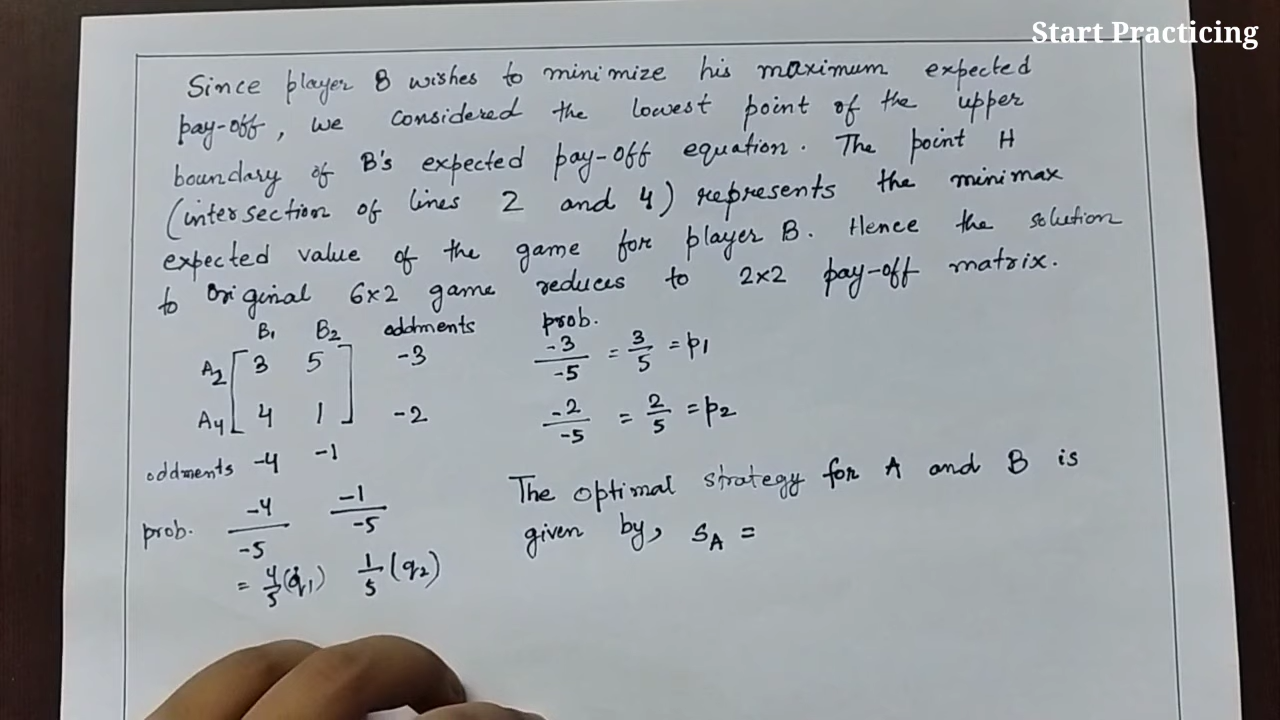 Start Practicing
Since player B wishes to minimize his maximum expected
pay-off, we considered the lowest point of the upper
boundary of B's expected pay-off equation. The point H
(intersection of lines 2 and 4) represents the minimax
expected value of the game for player B. Hence the solution
to original 6x2 game reduces to 2x2 pay-off matrix.
B1 B2 oddments prob.
A2 [ 3 5 ] -3 -3/-5 = 3/5 = p1
A4 [ 4 1 ] -2 -2/-5 = 2/5 = p2
oddments -4 -1
prob. -4/-5 -1/-5
= 4/5 (q1) 1/5 (q2)
The optimal strategy for A and B is
given by, SA =